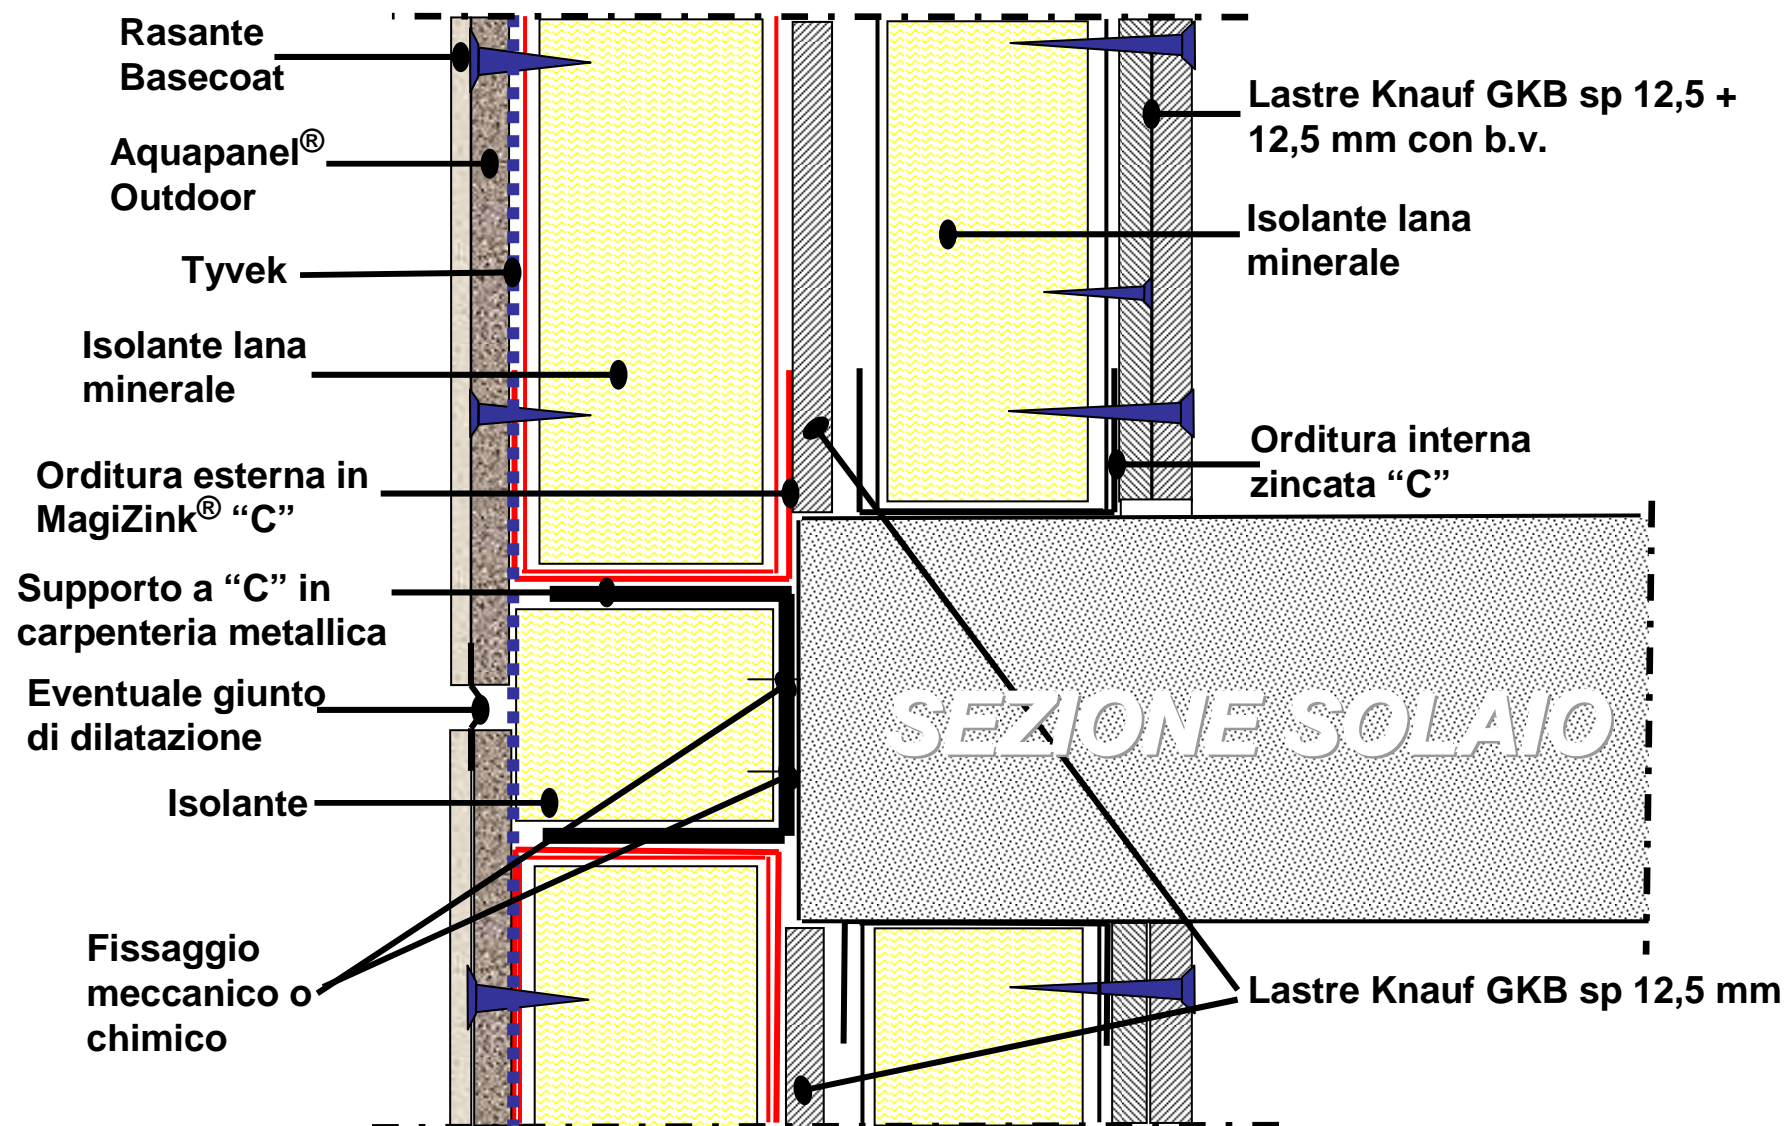 Rasante
Basecoat
Aquapanel®
Outdoor
Tyvek
Isolante lana
minerale
Orditura esterna in
MagiZink® “C”
Supporto a “C” in
carpenteria metallica
Eventuale giunto
di dilatazione
Isolante
Fissaggio
meccanico o
chimico
Lastre Knauf GKB sp 12,5 +
12,5 mm con b.v.
Isolante lana
minerale
Orditura interna
zincata “C”
SEZIONE SOLAIO
Lastre Knauf GKB sp 12,5 mm